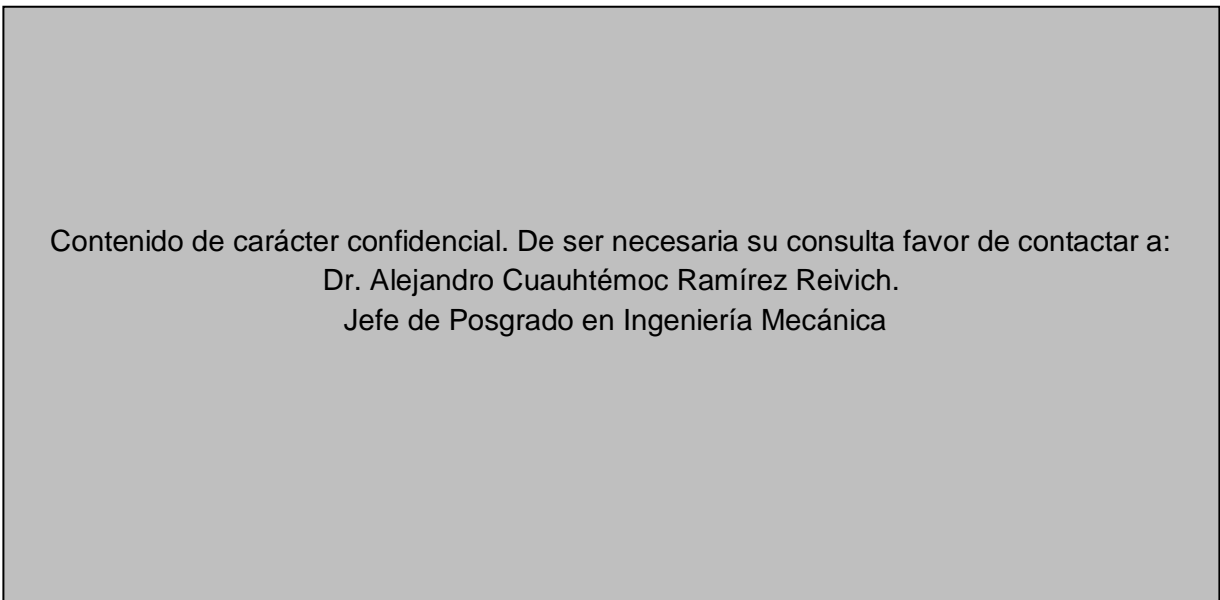 Contenido de carácter confidencial. De ser necesaria su consulta favor de contactar a:
Dr. Alejandro Cuauhtémoc Ramírez Reivich.
Jefe de Posgrado en Ingeniería Mecánica